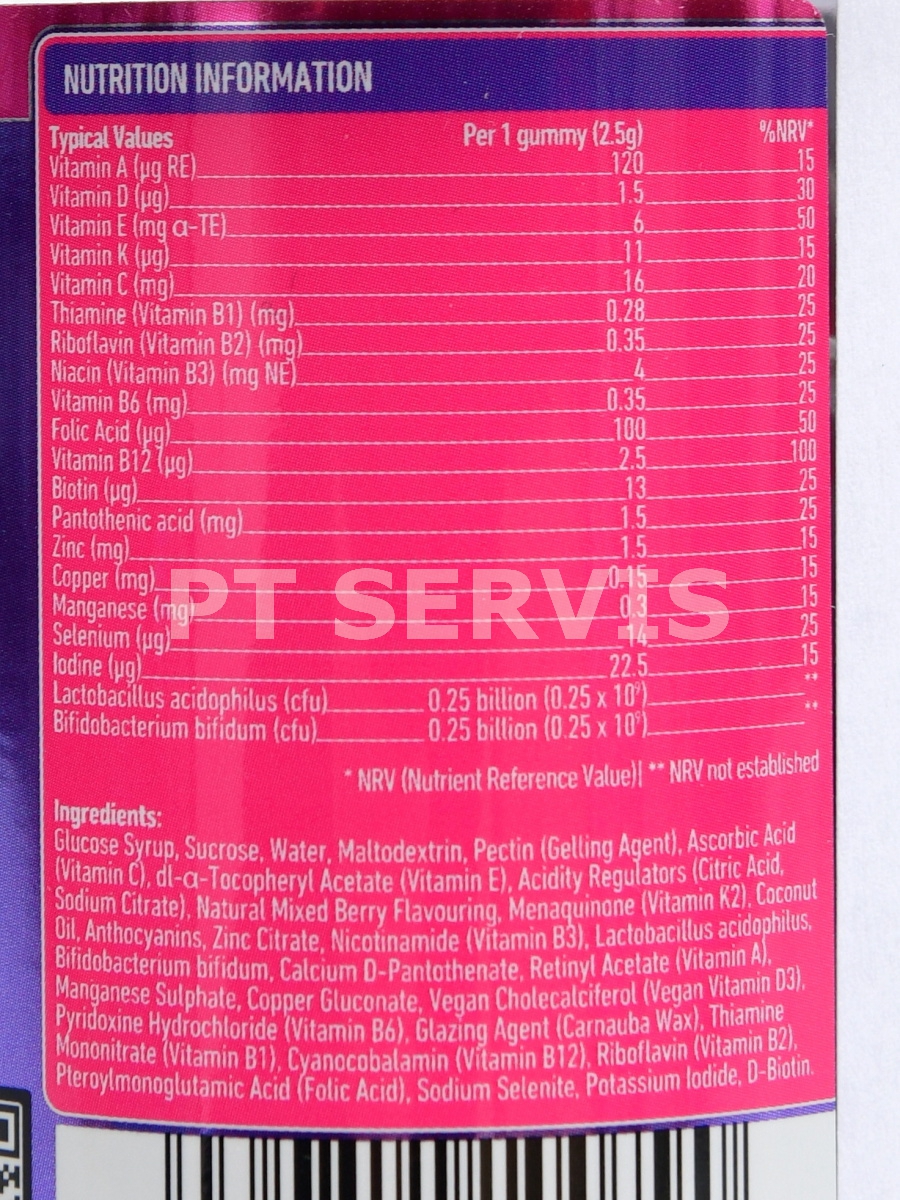 NUTRITION INFORMATION
Typical Values Per 1 gummy (2.5g) %NRV*
Vitamin A (µg RE) 120 15
Vitamin D (µg) 1.5 30
Vitamin E (mg α-TE) 6 50
Vitamin K (µg) 11 15
Vitamin C (mg) 16 20
Thiamine (Vitamin B1) (mg) 0.28 25
Riboflavin (Vitamin B2) (mg) 0.35 25
Niacin (Vitamin B3) (mg NE) 4 25
Vitamin B6 (mg) 0.35 25
Folic Acid (µg) 100 50
Vitamin B12 (µg) 2.5 100
Biotin (µg) 13 25
Pantothenic acid (mg) 1.5 25
Zinc (mg) 1.5 15
Copper (mg) 0.15 15
Manganese (mg) 0.3 15
Selenium (µg) 14 25
Iodine (µg) 22.5 15
Lactobacillus acidophilus (cfu) 0.25 billion (0.25 x 10⁹) **
Bifidobacterium bifidum (cfu) 0.25 billion (0.25 x 10⁹) **
PT SERVIS
* NRV (Nutrient Reference Value)| ** NRV not established
Ingredients:
Glucose Syrup, Sucrose, Water, Maltodextrin, Pectin (Gelling Agent), Ascorbic Acid
(Vitamin C), dl-α-Tocopheryl Acetate (Vitamin E), Acidity Regulators (Citric Acid,
Sodium Citrate), Natural Mixed Berry Flavouring, Menaquinone (Vitamin K2), Coconut
Oil, Anthocyanins, Zinc Citrate, Nicotinamide (Vitamin B3), Lactobacillus acidophilus,
Bifidobacterium bifidum, Calcium D-Pantothenate, Retinyl Acetate (Vitamin A),
Manganese Sulphate, Copper Gluconate, Vegan Cholecalciferol (Vegan Vitamin D3),
Pyridoxine Hydrochloride (Vitamin B6), Glazing Agent (Carnauba Wax), Thiamine
Mononitrate (Vitamin B1), Cyanocobalamin (Vitamin B12), Riboflavin (Vitamin B2),
Pteroylmonoglutamic Acid (Folic Acid), Sodium Selenite, Potassium Iodide, D-Biotin.